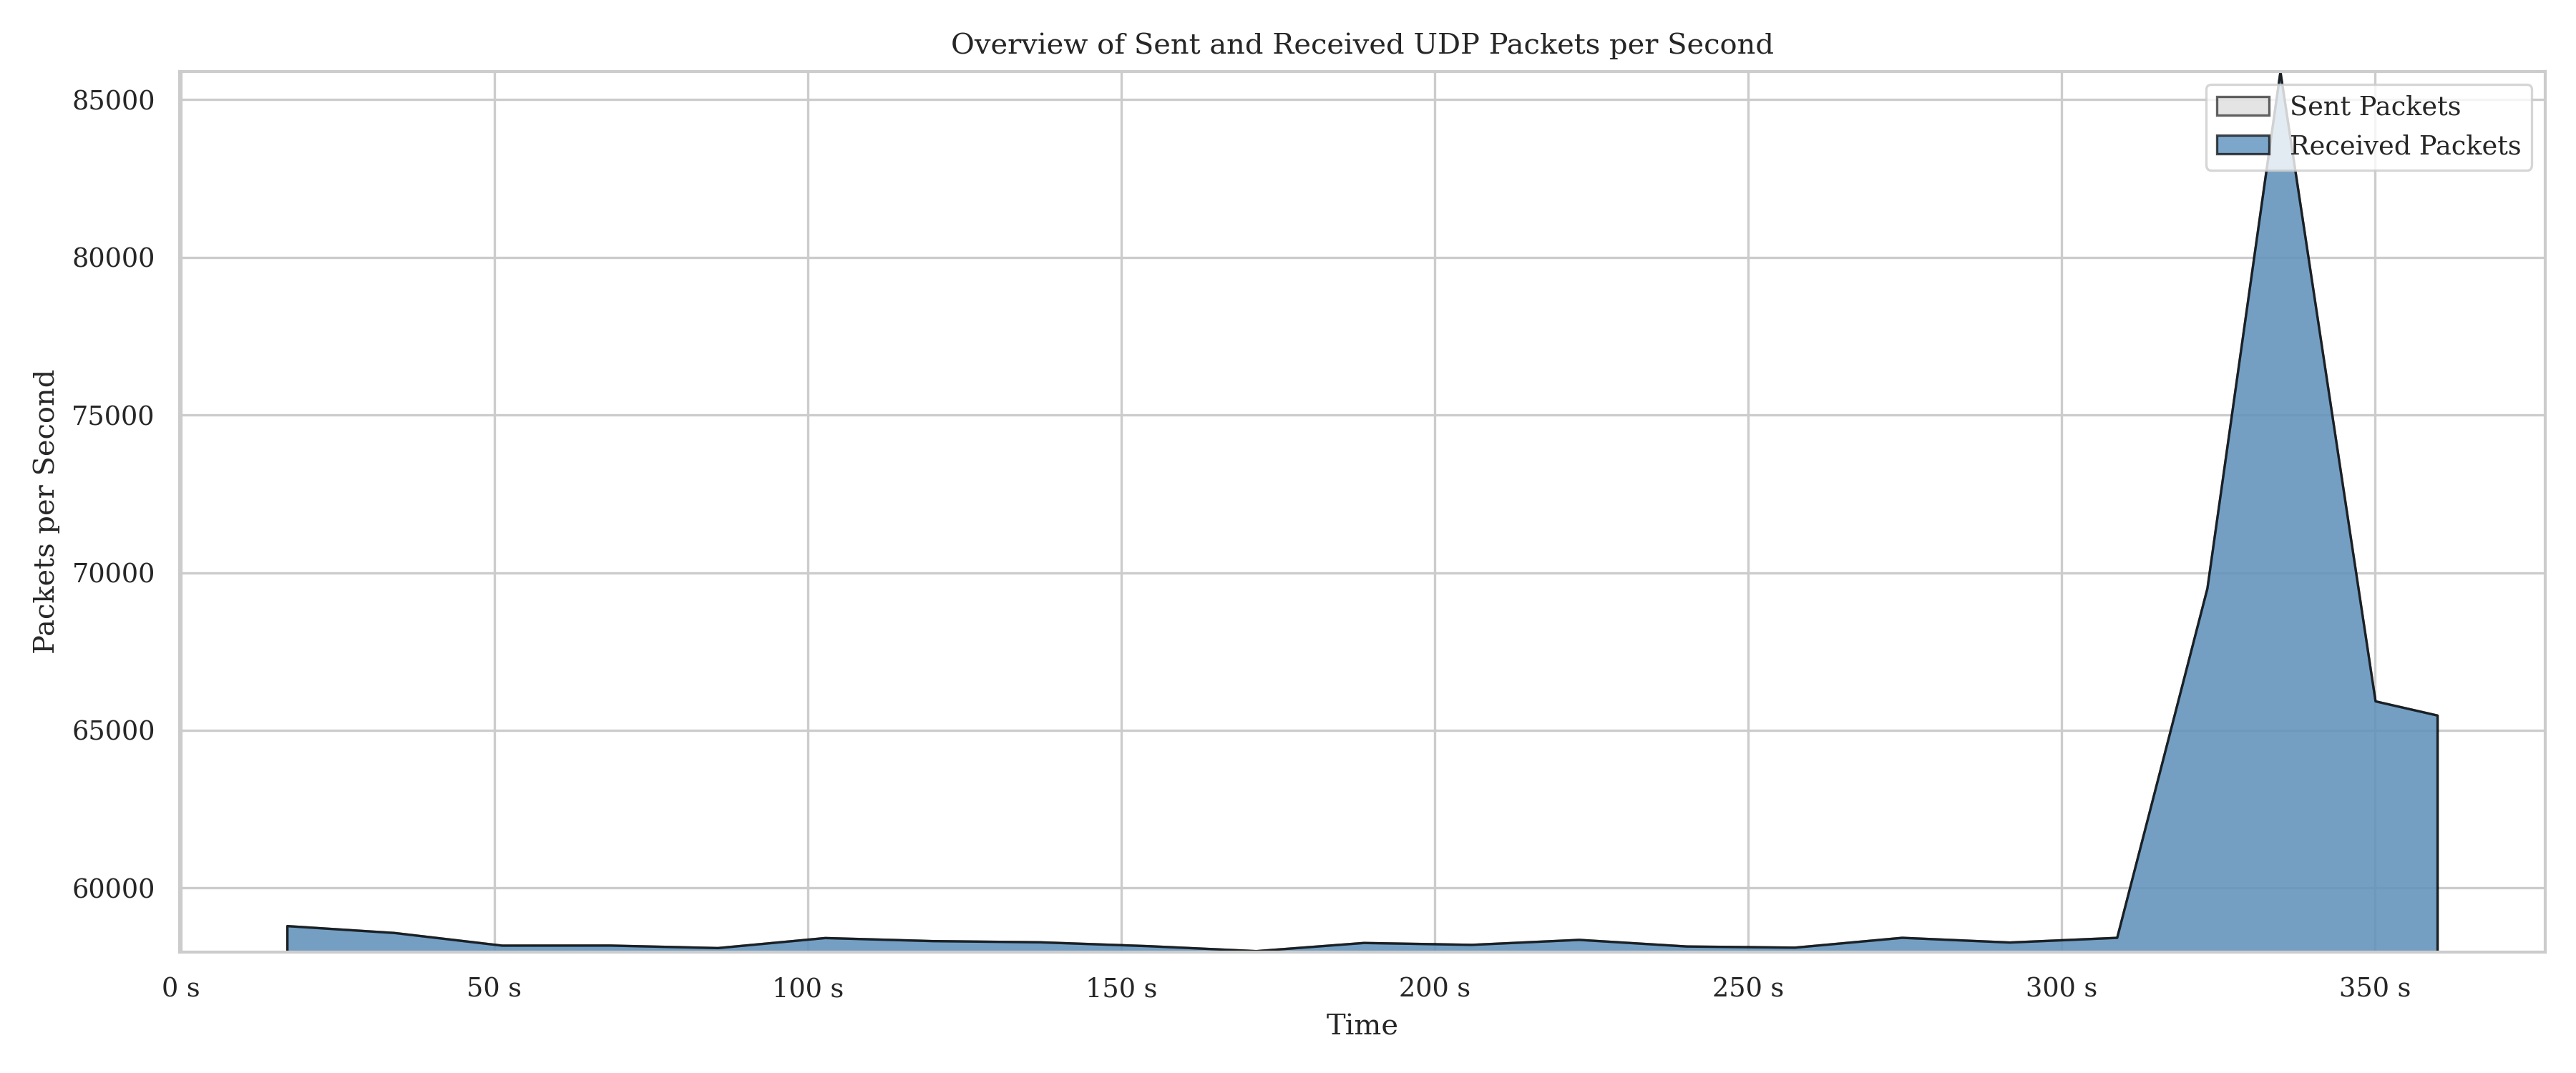 Overview of Sent and Received UDP Packets per Second
Packets per Second
85000
80000
75000
70000
65000
60000
Sent Packets
Received Packets
0 s 50 s 100 s 150 s 200 s 250 s 300 s 350 s
Time